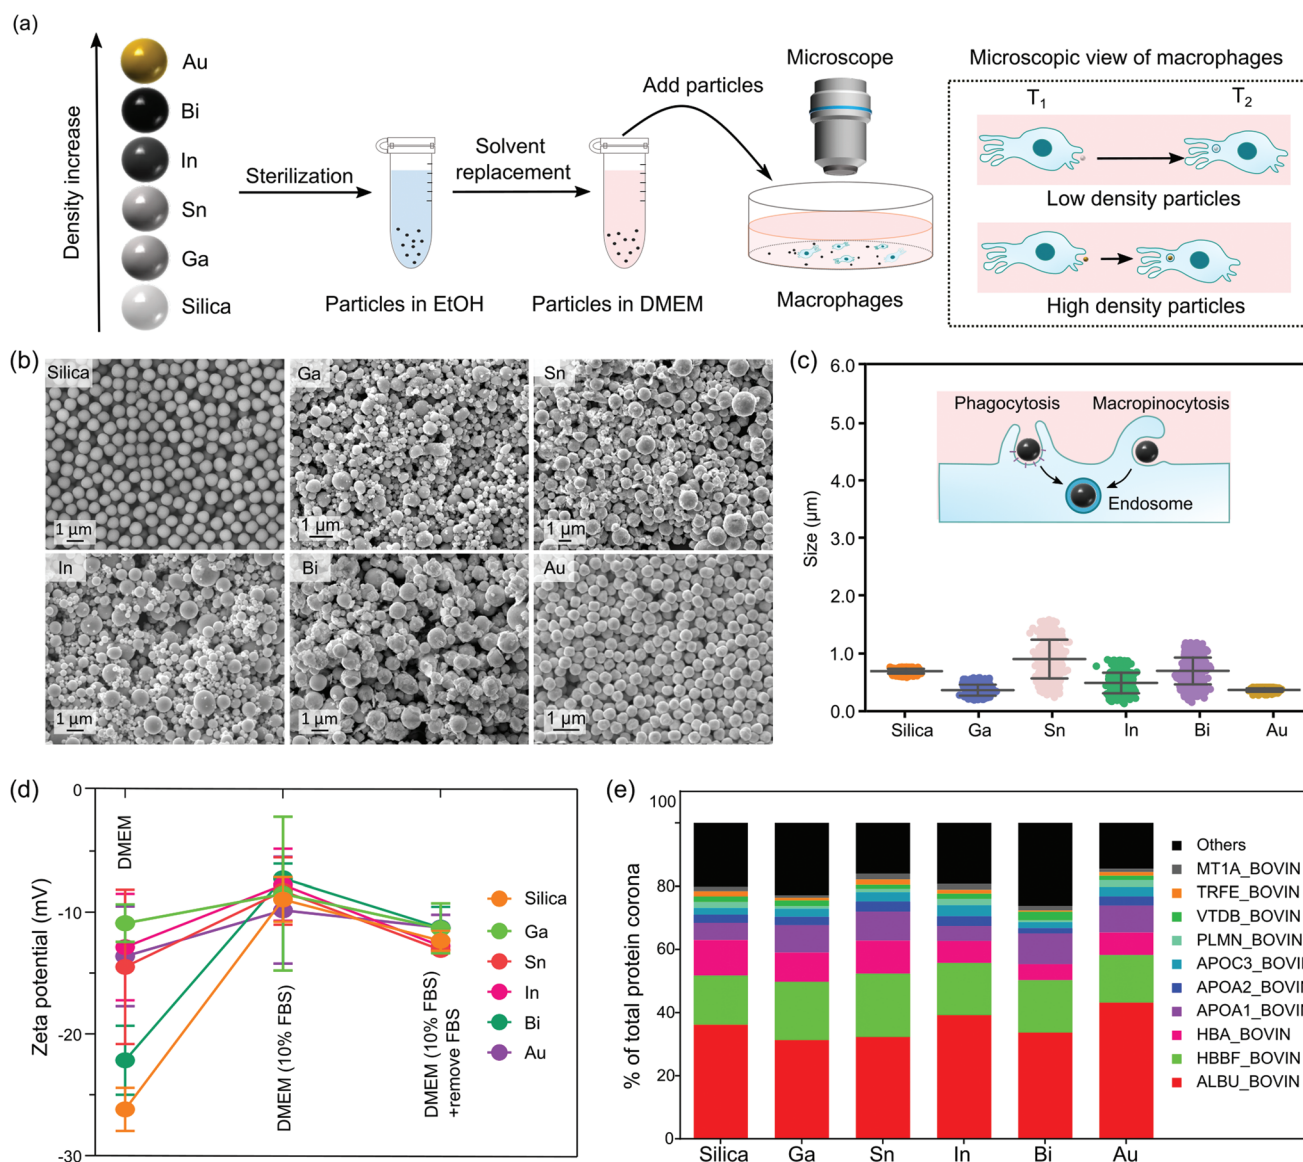 (a)
Density increase
Au
Bi
In
Sn
Ga
Silica
Sterilization
Particles in EtOH
Solvent
replacement
Particles in DMEM
Add particles
Microscope
Macrophages
Microscopic view of macrophages
T1
T2
Low density particles
High density particles
(b)
Silica
1 μm
Ga
1 μm
Sn
1 μm
In
1 μm
Bi
1 μm
Au
1 μm
(c)
Size (μm)
6.0
5.0
4.0
3.0
2.0
1.0
0.0
Phagocytosis
Macropinocytosis
Endosome
Silica
Ga
Sn
In
Bi
Au
(d)
Zeta potential (mV)
0
-10
-20
-30
DMEM
DMEM (10% FBS)
DMEM (10% FBS)
+remove FBS
Silica
Ga
Sn
In
Bi
Au
(e)
% of total protein corona
100
80
60
40
20
0
Silica
Ga
Sn
In
Bi
Au
Others
MT1A_BOVIN
TRFE_BOVIN
VTDB_BOVIN
PLMN_BOVIN
APOC3_BOVIN
APOA2_BOVIN
APOA1_BOVIN
HBA_BOVIN
HBBF_BOVIN
ALBU_BOVIN